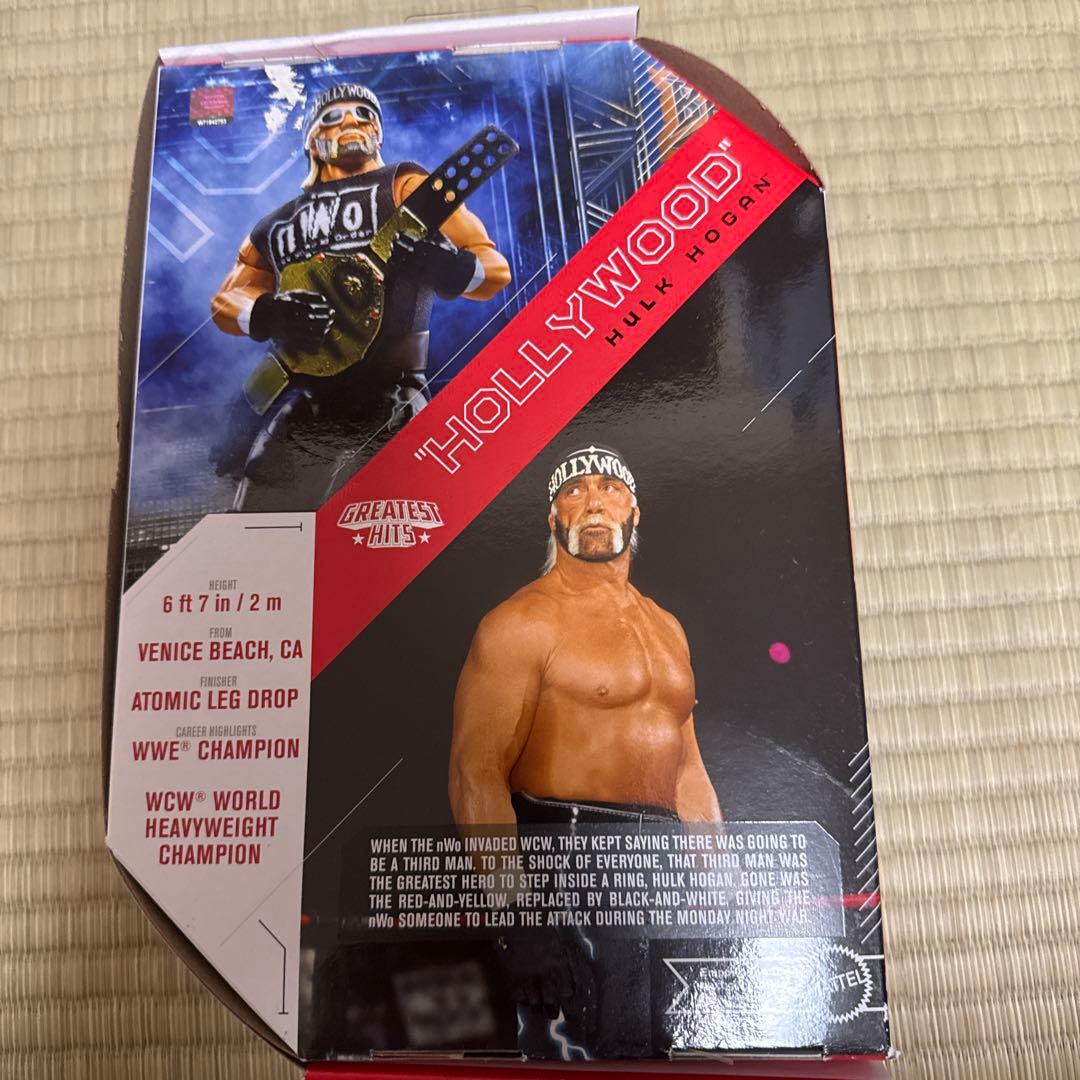 HOLLYWOOD
nWo
"HOLLYWOOD"
HULK HOGAN
GREATEST
HITS
HOLLYWOOD
HEIGHT
6 ft 7 in / 2 m
FROM
VENICE BEACH, CA
FINISHER
ATOMIC LEG DROP
CAREER HIGHLIGHTS
WWE® CHAMPION
WCW® WORLD
HEAVYWEIGHT
CHAMPION
WHEN THE nWo INVADED WCW, THEY KEPT SAYING THERE WAS GOING TO
BE A THIRD MAN. TO THE SHOCK OF EVERYONE, THAT THIRD MAN WAS
THE GREATEST HERO TO STEP INSIDE A RING, HULK HOGAN. GONE WAS
THE RED-AND-YELLOW, REPLACED BY BLACK-AND-WHITE, GIVING THE
nWo SOMEONE TO LEAD THE ATTACK DURING THE MONDAY NIGHT WAR.
MATTEL